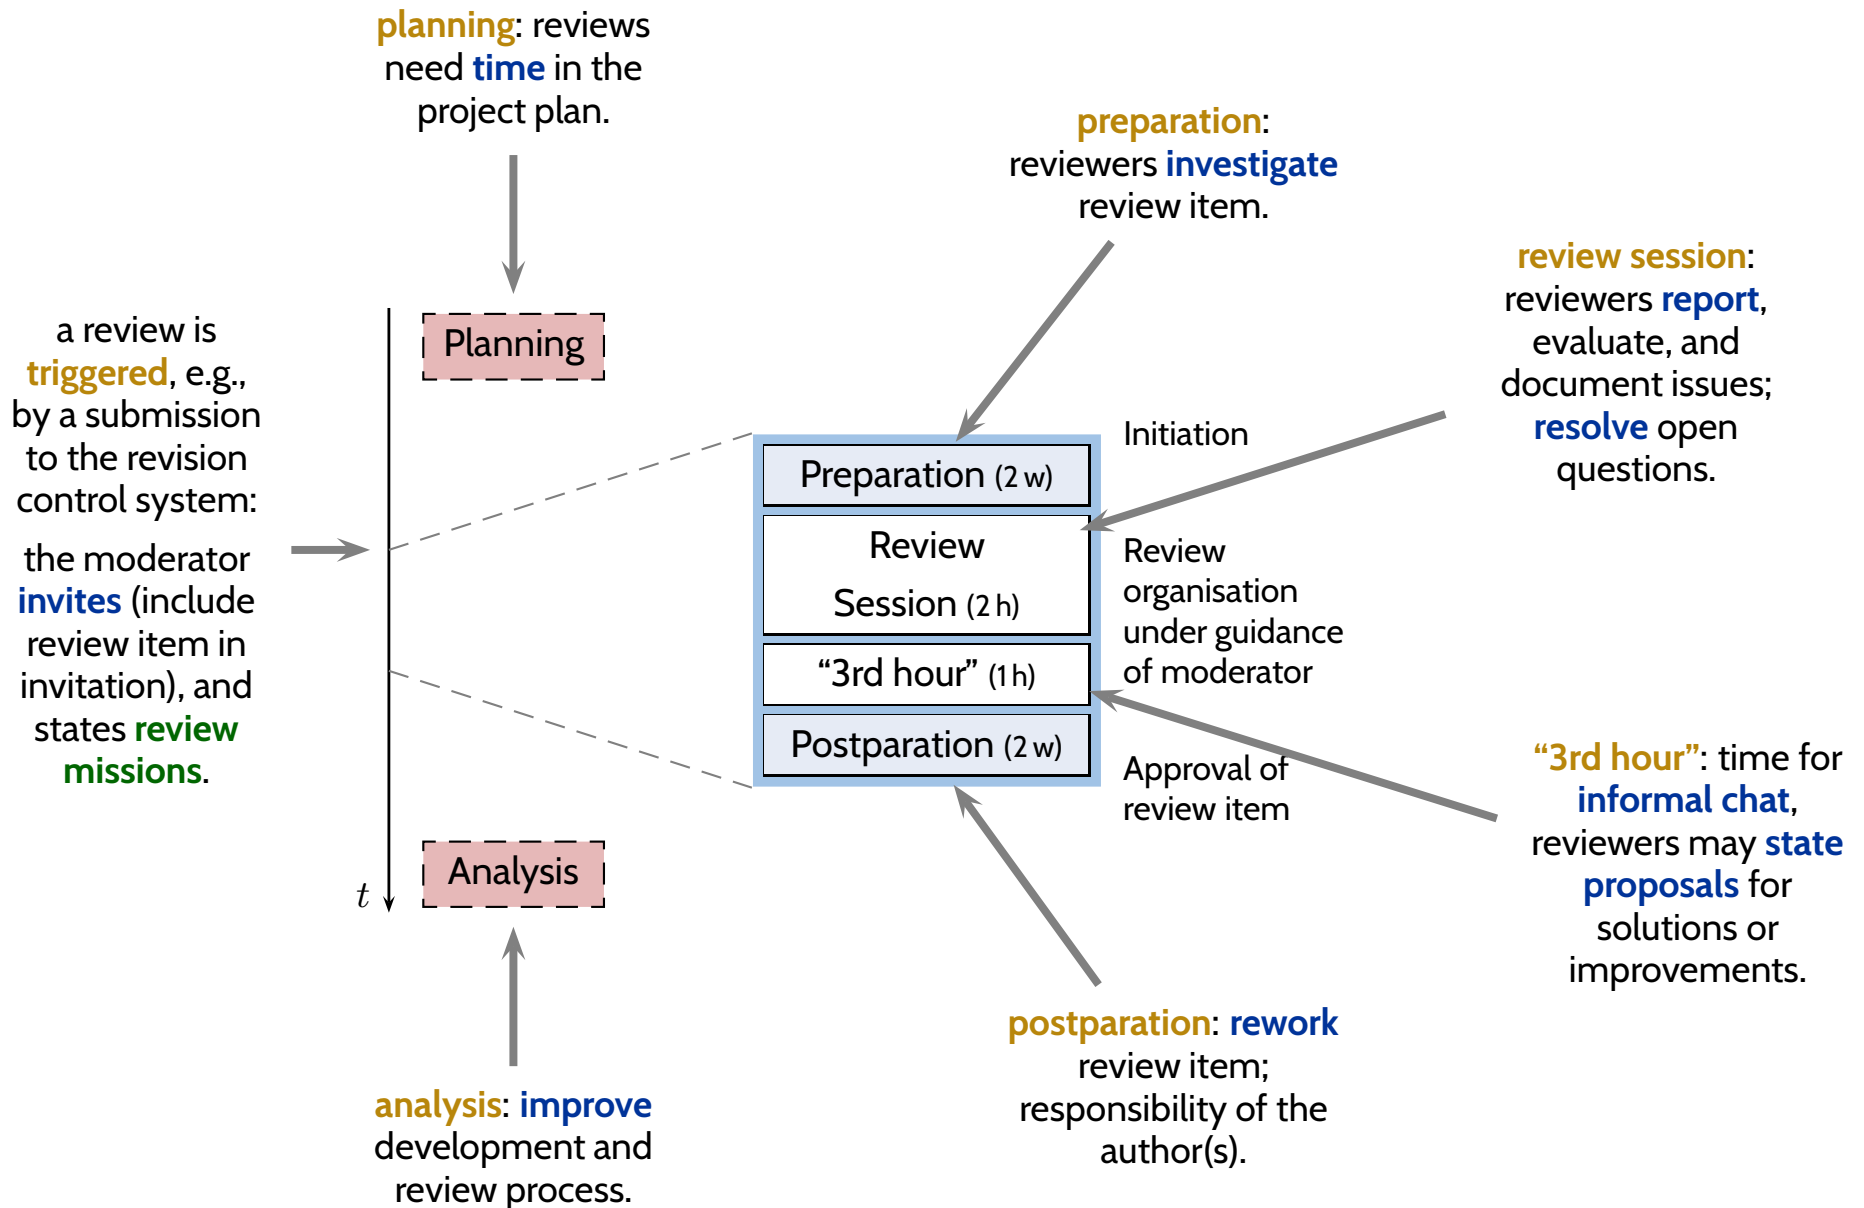 planning: reviews
need time in the
project plan.
preparation:
reviewers investigate
review item.
review session:
reviewers report,
evaluate, and
document issues;
resolve open
questions.
a review is
triggered, e.g.,
by a submission
to the revision
control system:
the moderator
invites (include
review item in
invitation), and
states review
missions.
Planning
Initiation
Preparation (2 w)
Review
Session (2 h)
Review
organisation
under guidance
of moderator
“3rd hour” (1 h)
Postparation (2 w)
Approval of
review item
“3rd hour”: time for
informal chat,
reviewers may state
proposals for
solutions or
improvements.
Analysis
t
postparation: rework
review item;
responsibility of the
author(s).
analysis: improve
development and
review process.